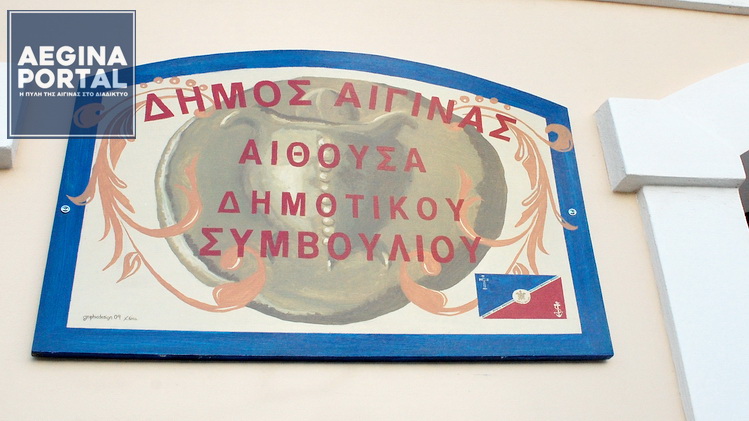 AEGINA
PORTAL
Η ΠΥΛΗ ΤΗΣ ΑΙΓΙΝΑΣ ΣΤΟ ΔΙΑΔΙΚΤΥΟ
ΔΗΜΟΣ ΑΙΓΙΝΑΣ
ΑΙΘΟΥΣΑ
ΔΗΜΟΤΙΚΟΥ
ΣΥΜΒΟΥΛΙΟΥ